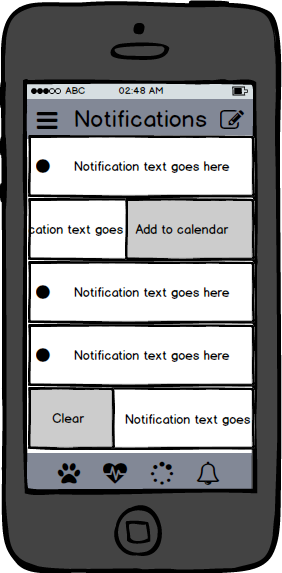 ABC 02:48 AM
Notifications
Notification text goes here
cation text goes Add to calendar
Notification text goes here
Notification text goes here
Clear Notification text goes